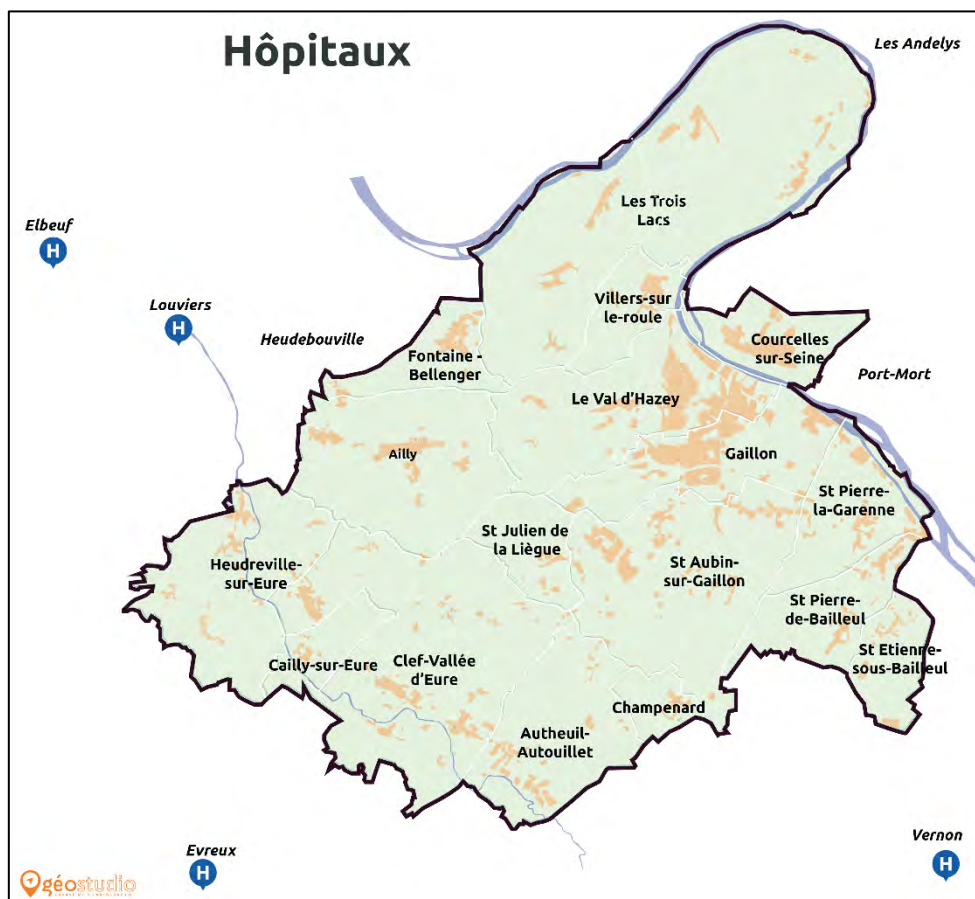 Hôpitaux
Les Andelys
Les Trois
Lacs
Elbeuf
H
Louviers
H
Villers-sur
le-roule
Heudebouville
Courcelles
sur-Seine
Fontaine -
Bellenger
Port-Mort
Le Val d'Hazey
Ailly
Gaillon
St Pierre-
la-Garenne
St Julien de
la Liègue
Heudreville-
sur-Eure
St Aubin-
sur-Gaillon
St Pierre-
de-Bailleul
St Etienne-
sous-Bailleul
Cailly-sur-Eure
Clef-Vallée
d'Eure
Champenard
Autheuil-
Autouillet
Evreux
H
Vernon
H
géostudio